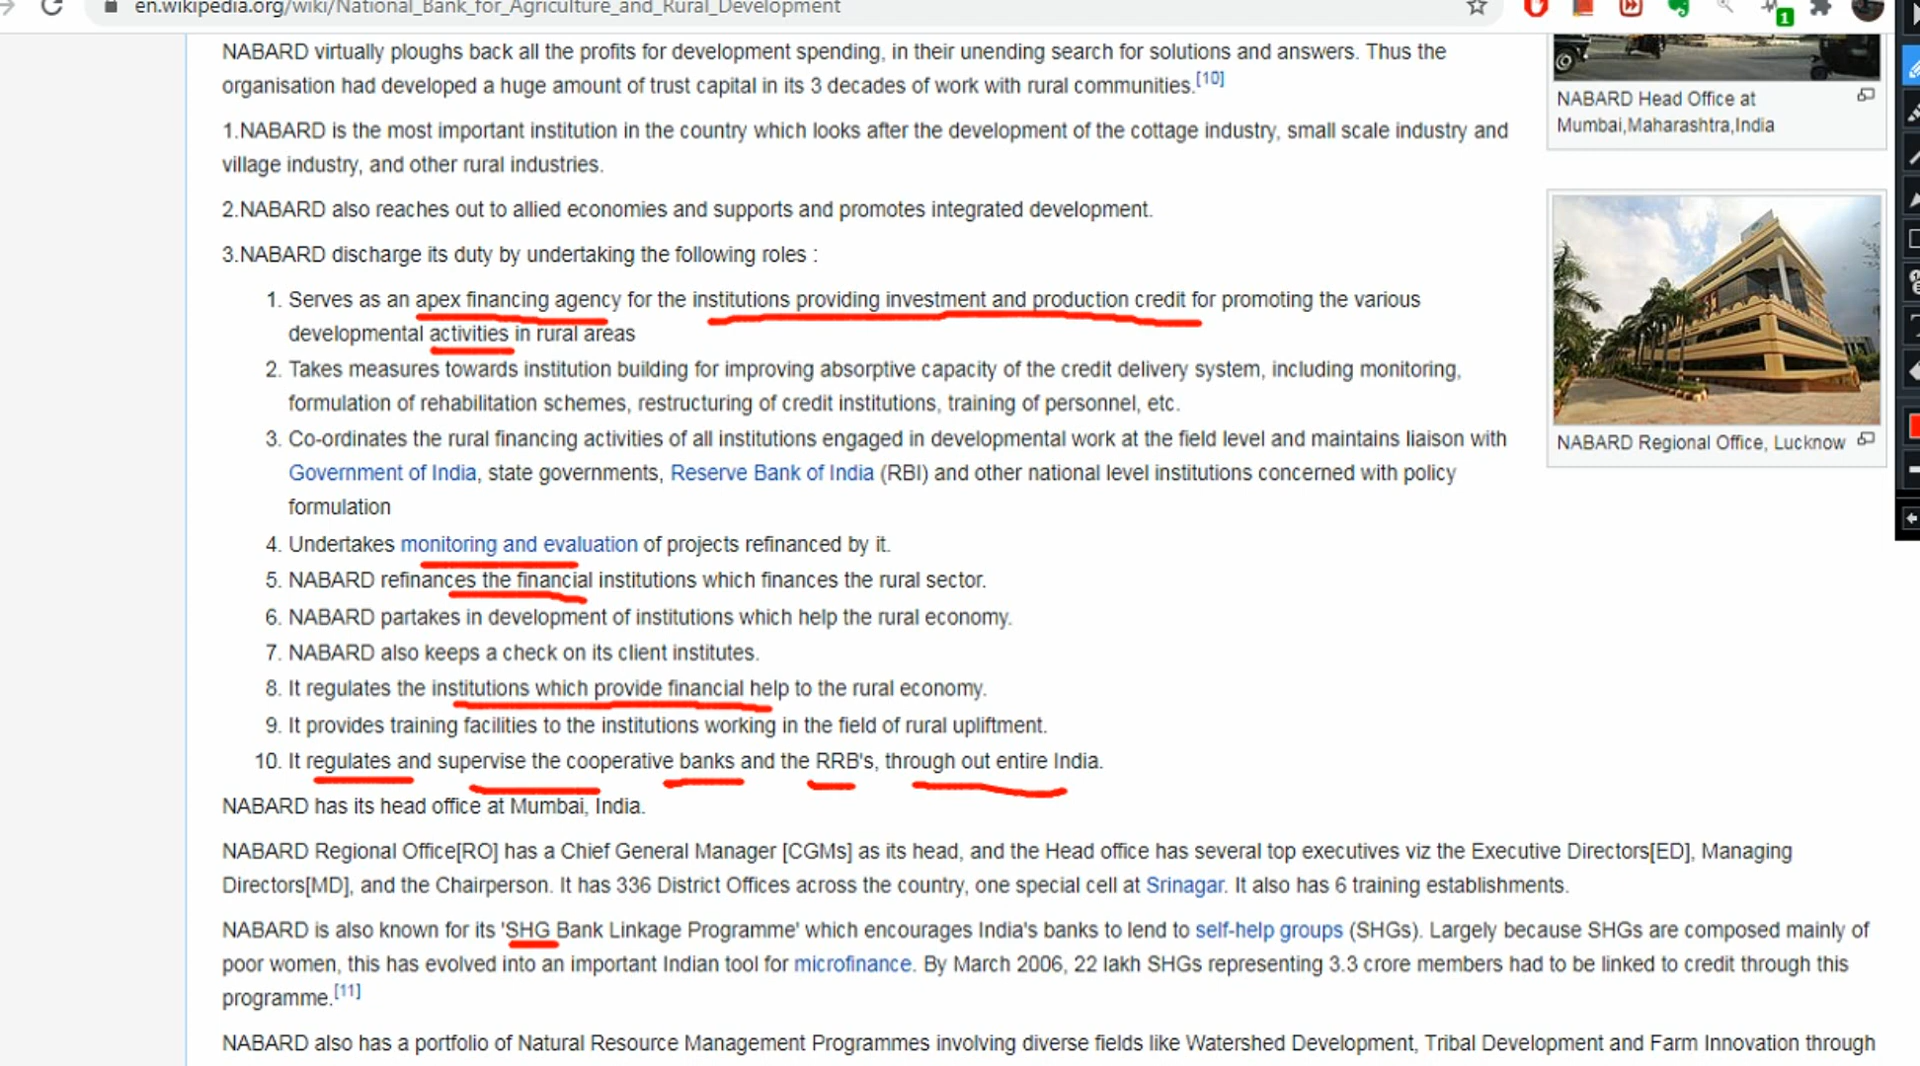 en.wikipedia.org/wiki/National_Bank_for_Agriculture_and_Rural_Development
1
NABARD virtually ploughs back all the profits for development spending, in their unending search for solutions and answers. Thus the
organisation had developed a huge amount of trust capital in its 3 decades of work with rural communities.[10]
1.NABARD is the most important institution in the country which looks after the development of the cottage industry, small scale industry and
village industry, and other rural industries.
2.NABARD also reaches out to allied economies and supports and promotes integrated development.
3.NABARD discharge its duty by undertaking the following roles :
1. Serves as an apex financing agency for the institutions providing investment and production credit for promoting the various
developmental activities in rural areas
2. Takes measures towards institution building for improving absorptive capacity of the credit delivery system, including monitoring,
formulation of rehabilitation schemes, restructuring of credit institutions, training of personnel, etc.
3. Co-ordinates the rural financing activities of all institutions engaged in developmental work at the field level and maintains liaison with
Government of India, state governments, Reserve Bank of India (RBI) and other national level institutions concerned with policy
formulation
4. Undertakes monitoring and evaluation of projects refinanced by it.
5. NABARD refinances the financial institutions which finances the rural sector.
6. NABARD partakes in development of institutions which help the rural economy.
7. NABARD also keeps a check on its client institutes.
8. It regulates the institutions which provide financial help to the rural economy.
9. It provides training facilities to the institutions working in the field of rural upliftment.
10. It regulates and supervise the cooperative banks and the RRB's, through out entire India.
NABARD has its head office at Mumbai, India.
NABARD Regional Office[RO] has a Chief General Manager [CGMs] as its head, and the Head office has several top executives viz the Executive Directors[ED], Managing
Directors[MD], and the Chairperson. It has 336 District Offices across the country, one special cell at Srinagar. It also has 6 training establishments.
NABARD is also known for its 'SHG Bank Linkage Programme' which encourages India's banks to lend to self-help groups (SHGs). Largely because SHGs are composed mainly of
poor women, this has evolved into an important Indian tool for microfinance. By March 2006, 22 lakh SHGs representing 3.3 crore members had to be linked to credit through this
programme.[11]
NABARD also has a portfolio of Natural Resource Management Programmes involving diverse fields like Watershed Development, Tribal Development and Farm Innovation through
NABARD Head Office at
Mumbai,Maharashtra,India
NABARD Regional Office, Lucknow